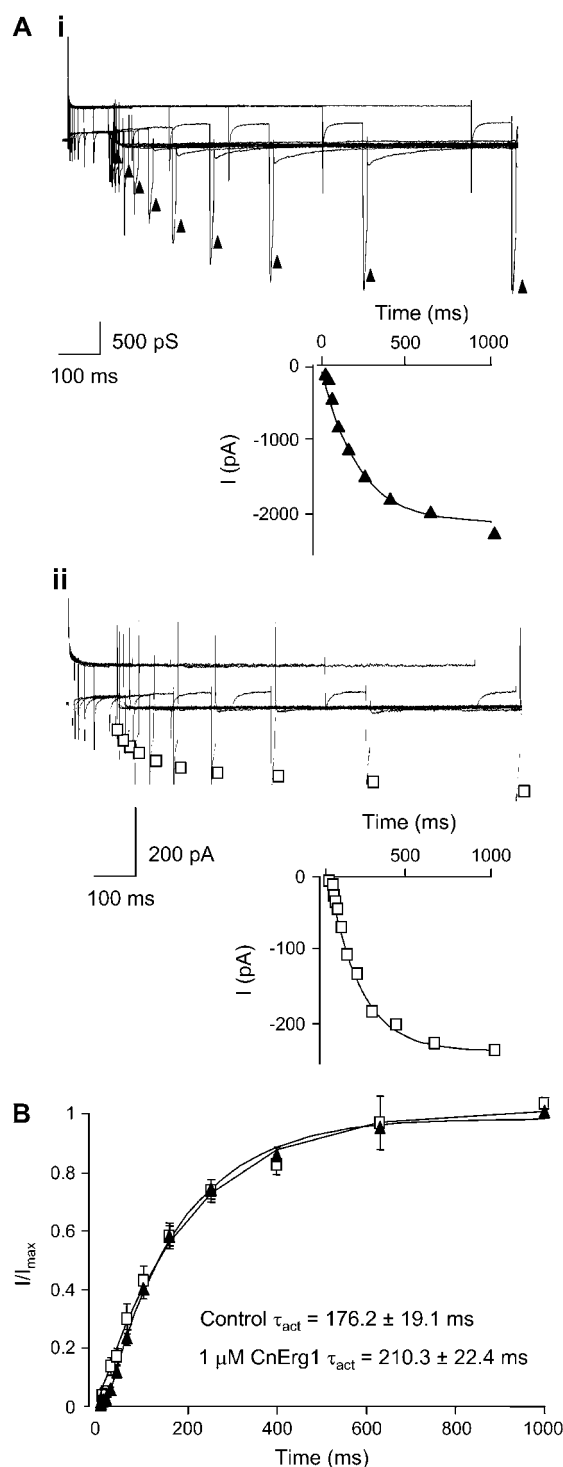 A i
500 pS
100 ms
Time (ms)
0 500 1000
0
-1000
-2000
I (pA)
ii
200 pA
100 ms
Time (ms)
500 1000
0
-100
-200
I (pA)
B
1
0.8
0.6
0.4
0.2
0
I/Imax
Control τact = 176.2 ± 19.1 ms
1 μM CnErg1 τact = 210.3 ± 22.4 ms
0 200 400 600 800 1000
Time (ms)